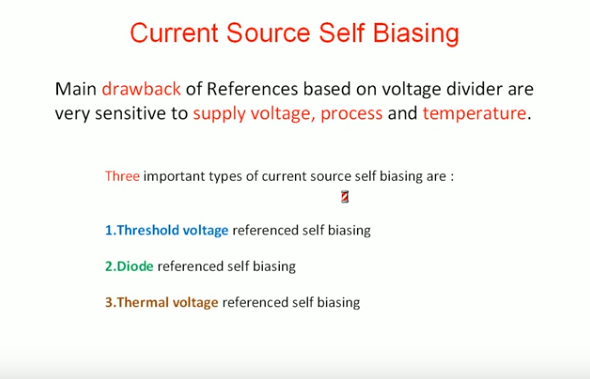 Current Source Self Biasing
Main drawback of References based on voltage divider are
very sensitive to supply voltage, process and temperature.
Three important types of current source self biasing are :
1.Threshold voltage referenced self biasing
2.Diode referenced self biasing
3.Thermal voltage referenced self biasing